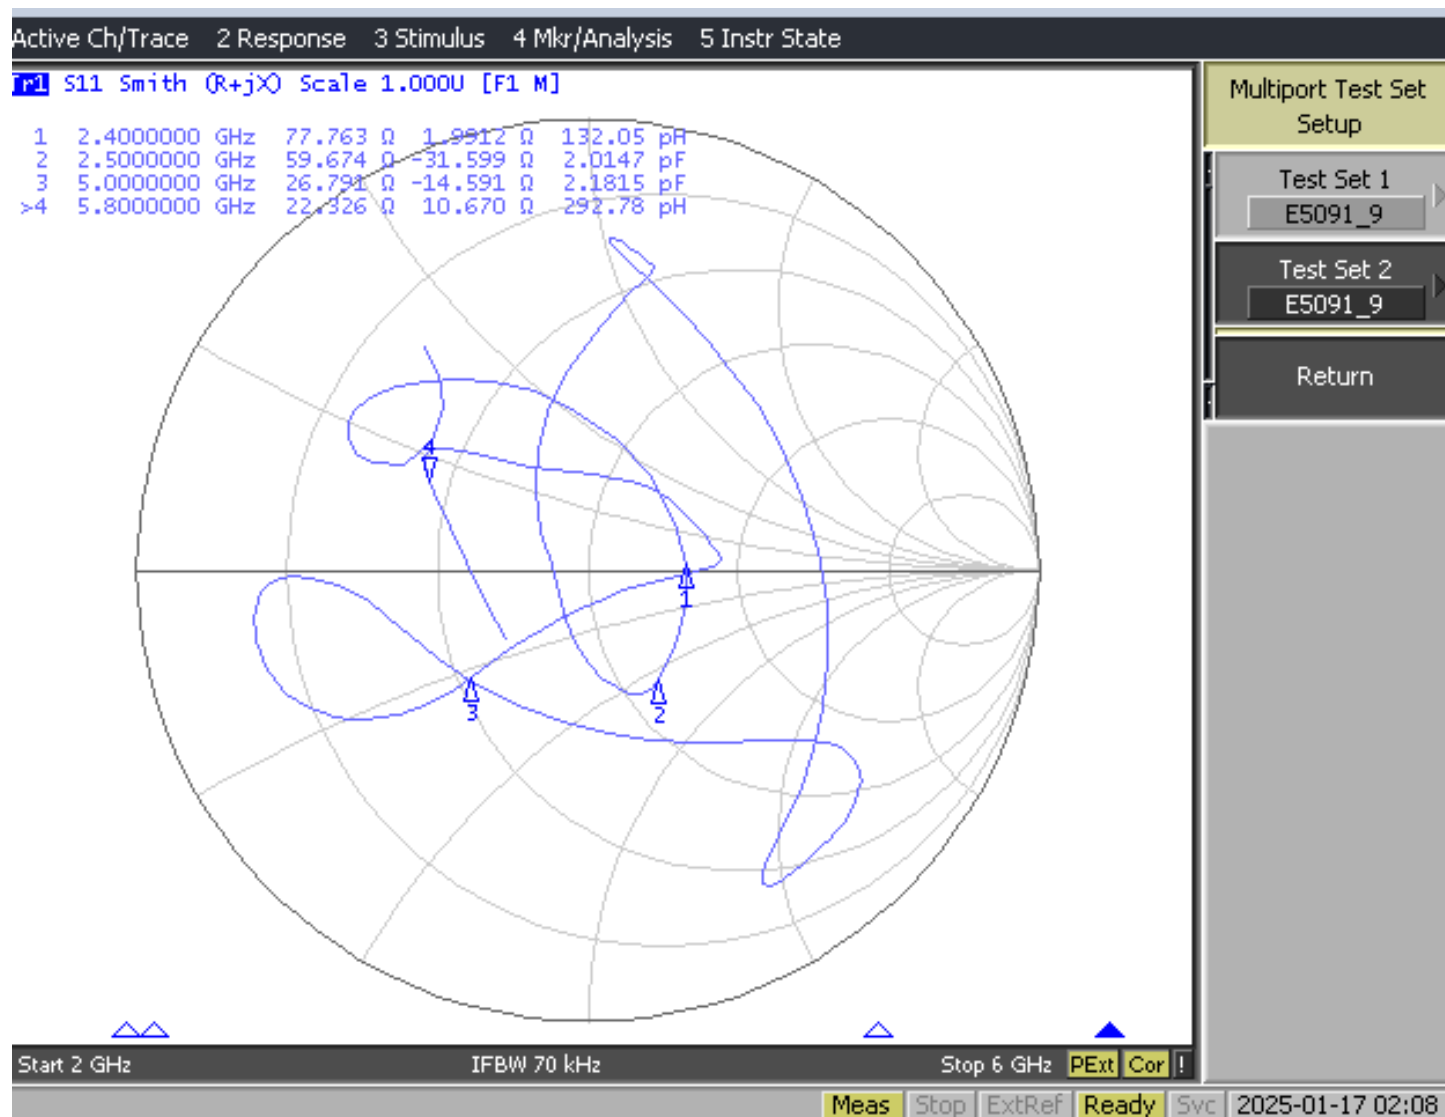 Active Ch/Trace 2 Response 3 Stimulus 4 Mkr/Analysis 5 Instr State
Tr1 S11 Smith (R+jX) Scale 1.000U [F1 M]
1 2.4000000 GHz 77.763 Ω 1.9912 Ω 132.05 pH
2 2.5000000 GHz 59.674 Ω -31.599 Ω 2.0147 pF
3 5.0000000 GHz 26.791 Ω -14.591 Ω 2.1815 pF
>4 5.8000000 GHz 22.326 Ω 10.670 Ω 292.78 pH
4
1
2
3
Start 2 GHz IFBW 70 kHz Stop 6 GHz PExt Cor !
Multiport Test Set
Setup
Test Set 1
E5091_9
Test Set 2
E5091_9
Return
Meas Stop ExtRef Ready Svc 2025-01-17 02:08